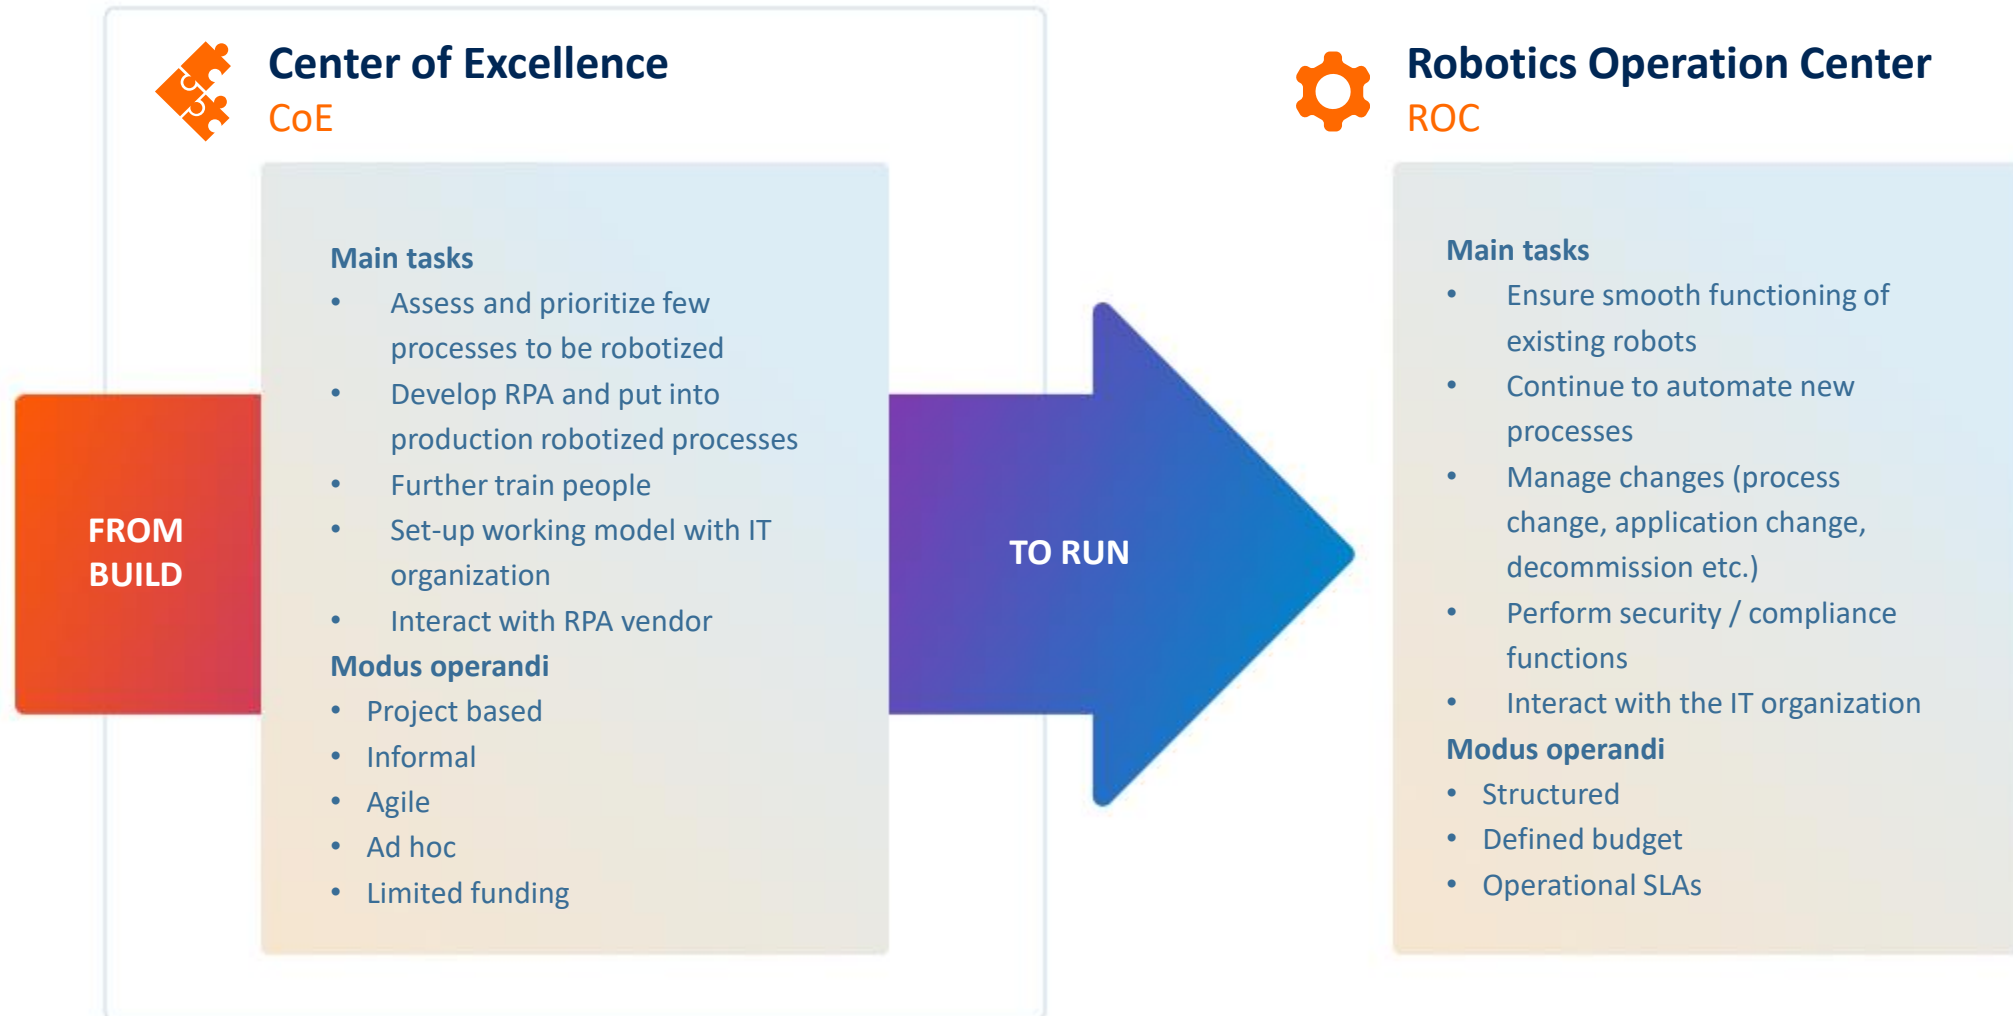 Center of Excellence
CoE
Main tasks
• Assess and prioritize few
processes to be robotized
• Develop RPA and put into
production robotized processes
• Further train people
• Set-up working model with IT
organization
• Interact with RPA vendor
Modus operandi
• Project based
• Informal
• Agile
• Ad hoc
• Limited funding
FROM
BUILD
TO RUN
Robotics Operation Center
ROC
Main tasks
• Ensure smooth functioning of
existing robots
• Continue to automate new
processes
• Manage changes (process
change, application change,
decommission etc.)
• Perform security / compliance
functions
• Interact with the IT organization
Modus operandi
• Structured
• Defined budget
• Operational SLAs